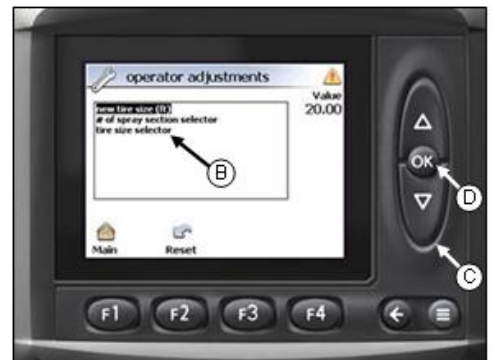 operator adjustments
Value
new tire size (ft) 20.00
# of spray section selector
tire size selector
B
OK
D
C
Main Reset
F1 F2 F3 F4